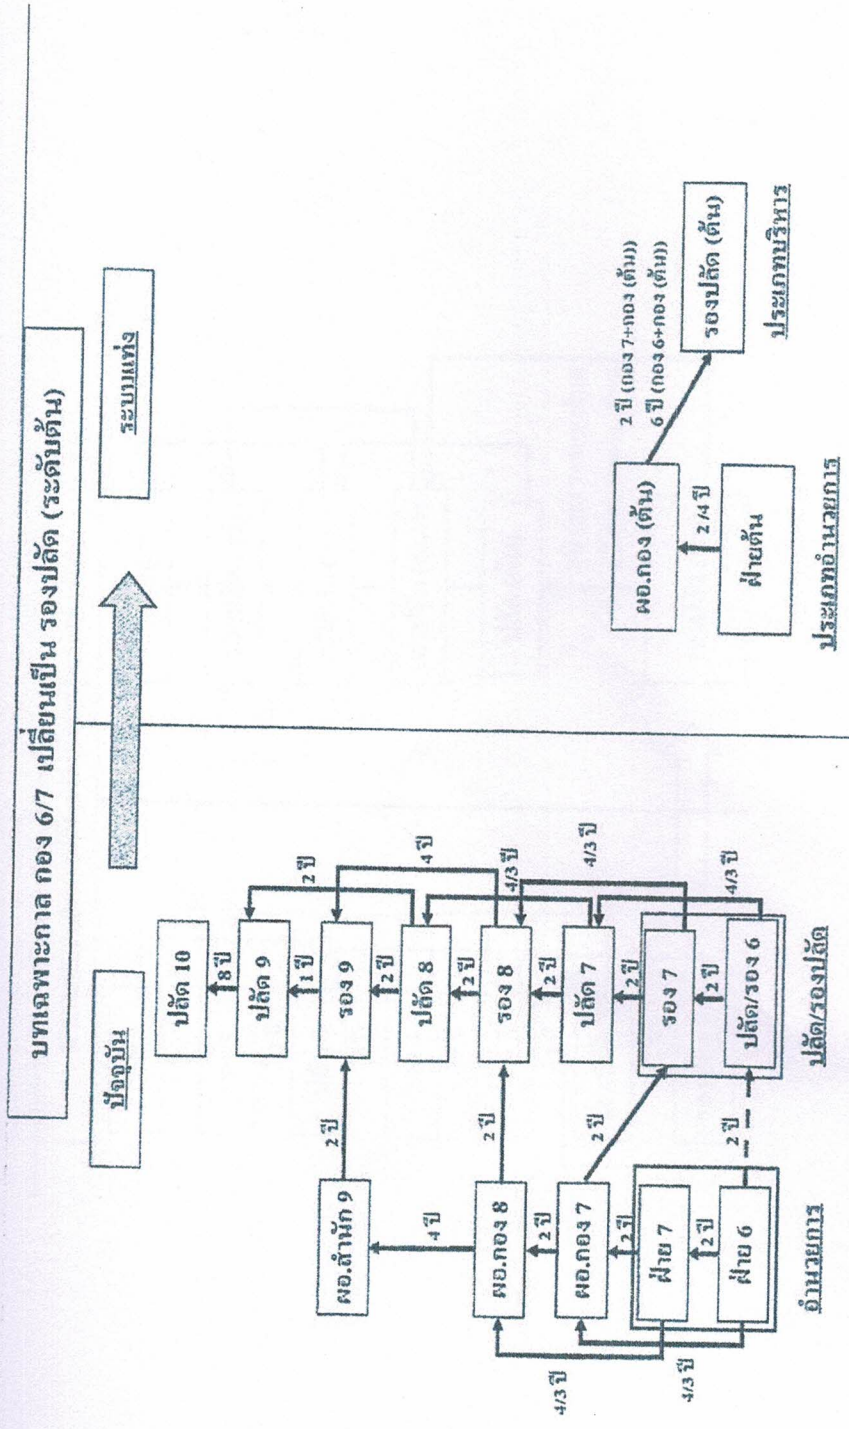 บทเฉพาะกาล กอง 6/7 เปลี่ยนเป็น รองปลัด (ระดับต้น)
ปัจจุบัน
ระบบแท่ง
ปลัด 10
8 ปี
ปลัด 9
1 ปี
2 ปี
ผอ.สำนัก 9
2 ปี
รอง 9
4 ปี
2 ปี
ปลัด 8
4 ปี
2 ปี
4/3 ปี
ผอ.กอง 8
2 ปี
รอง 8
2 ปี
2 ปี
4/3 ปี
ผอ.กอง 7
2 ปี
ปลัด 7
4/3 ปี
2 ปี
2 ปี
ฝ่าย 7
รอง 7
2 ปี
2 ปี
4/3 ปี
4/3 ปี
ฝ่าย 6
2 ปี
ปลัด/รอง 6
อำนวยการ
ปลัด/รองปลัด
2 ปี (กอง 7+กอง (ต้น))
6 ปี (กอง 6+กอง (ต้น))
ผอ.กอง (ต้น)
รองปลัด (ต้น)
2 /4 ปี
ฝ่ายต้น
ประเภทอำนวยการ
ประเภทบริหาร